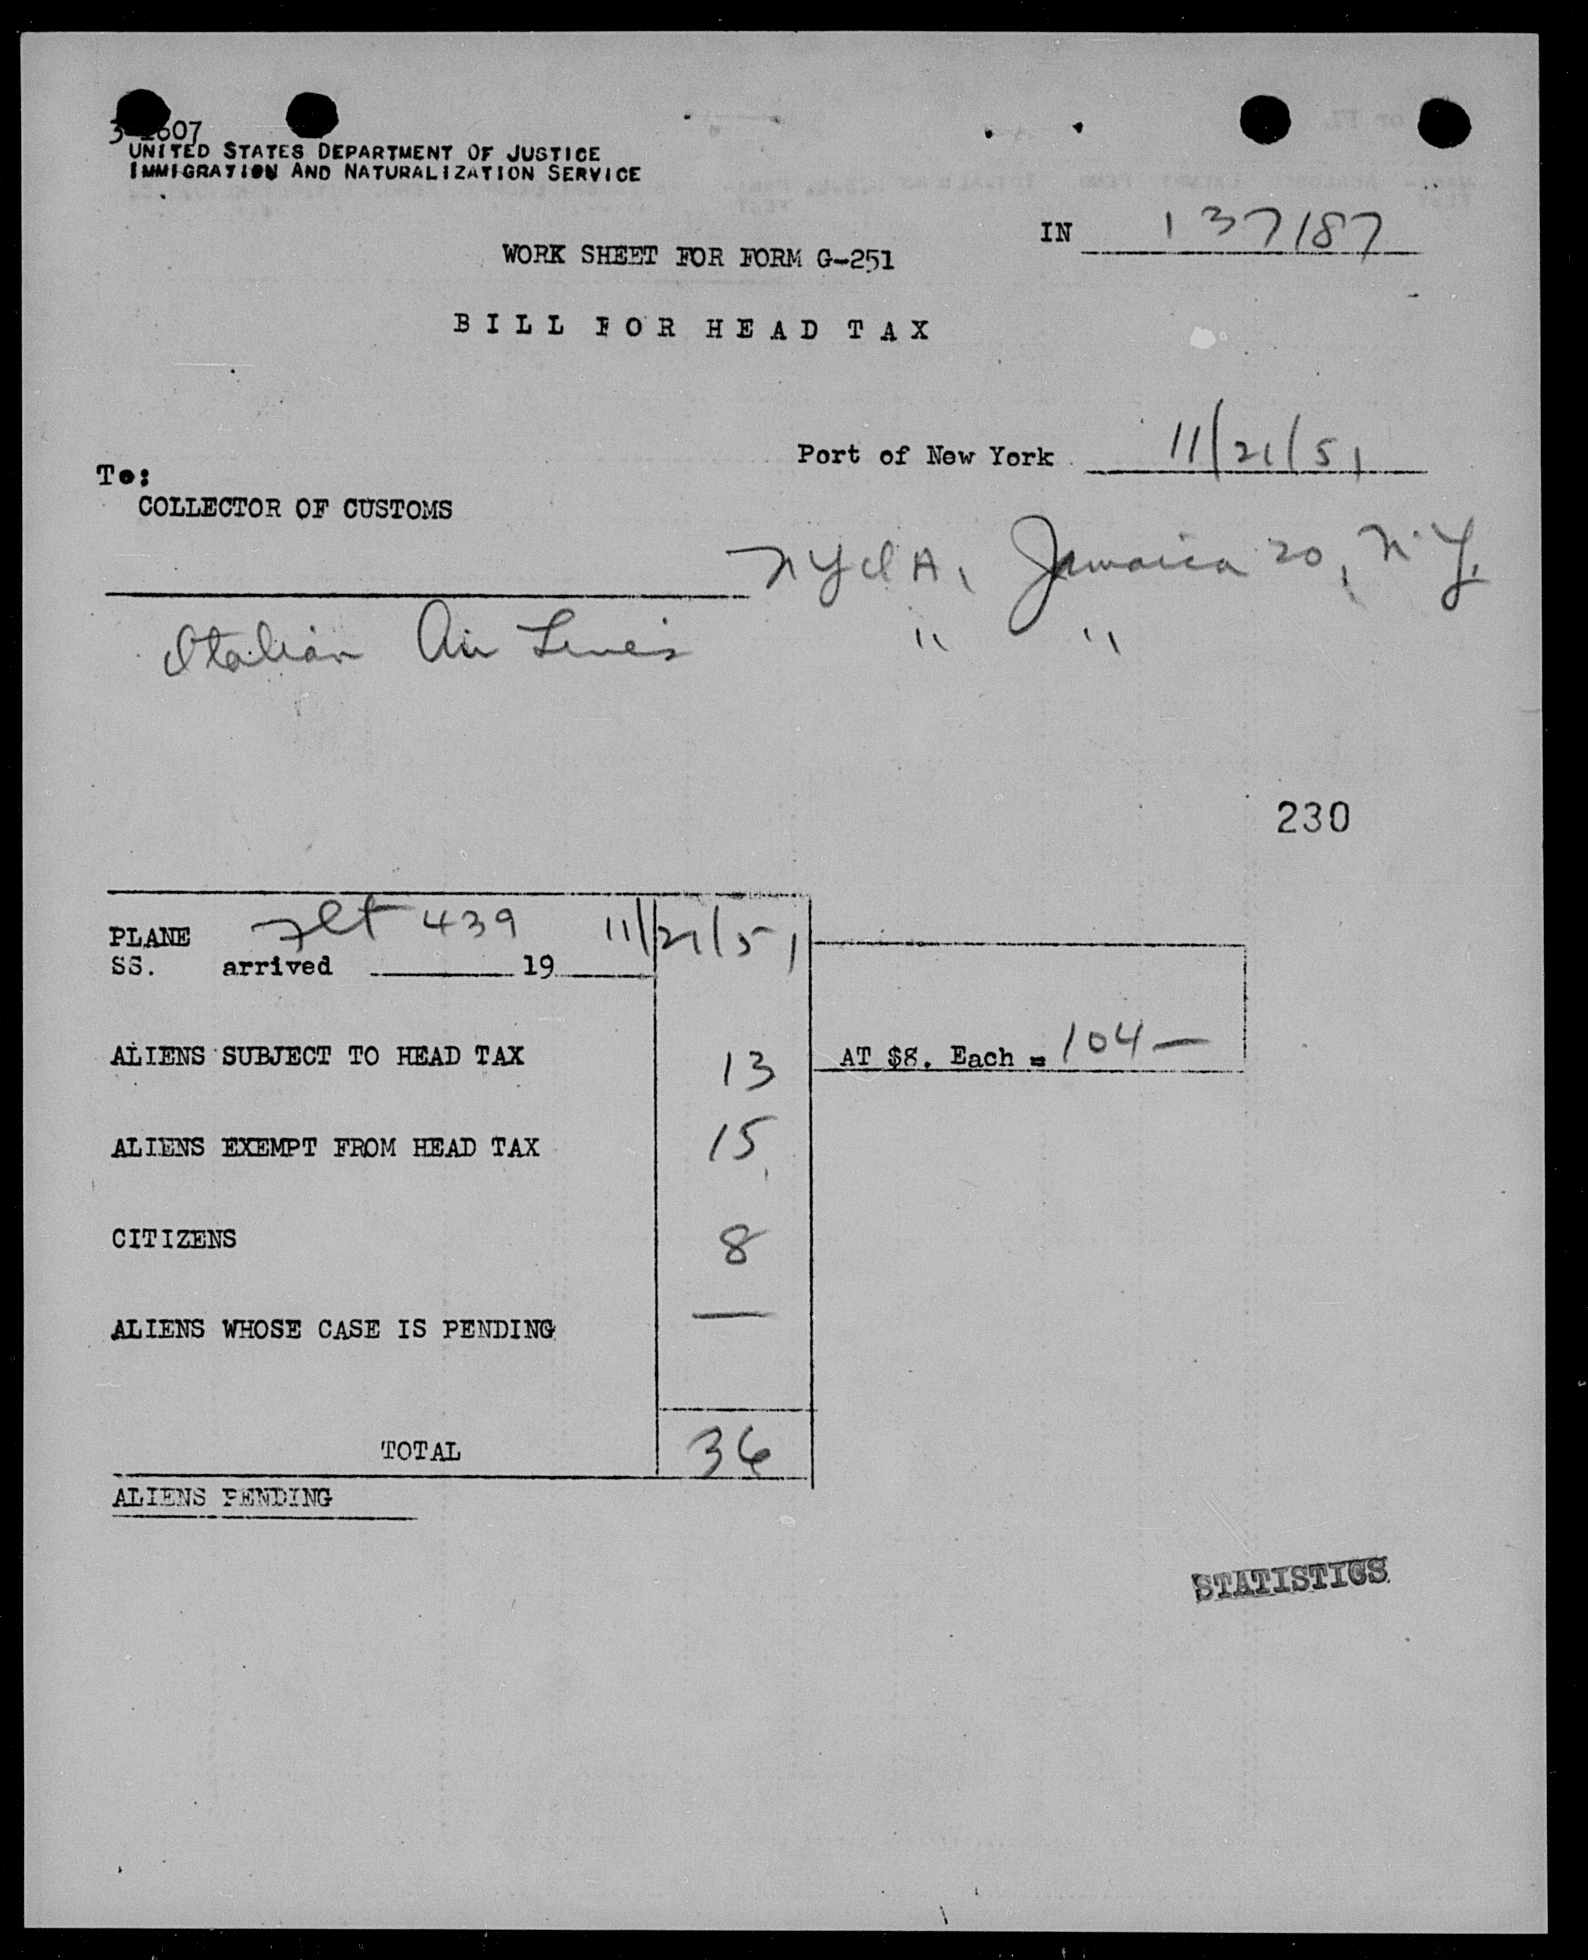 UNITED STATES DEPARTMENT OF JUSTICE
IMMIGRATION AND NATURALIZATION SERVICE
IN 137187
WORK SHEET FOR FORM G-251
BILL FOR HEAD TAX
Port of New York 11/21/51
To:
COLLECTOR OF CUSTOMS
NYIA, Jamaica 20, N.Y.
Italian Air Lines " "
230
PLANE Flt 439 11/21/51
SS. arrived 19
ALIENS SUBJECT TO HEAD TAX 13 AT $8. Each = 104—
ALIENS EXEMPT FROM HEAD TAX 15
CITIZENS 8
ALIENS WHOSE CASE IS PENDING —
TOTAL 36
ALIENS PENDING
STATISTICS